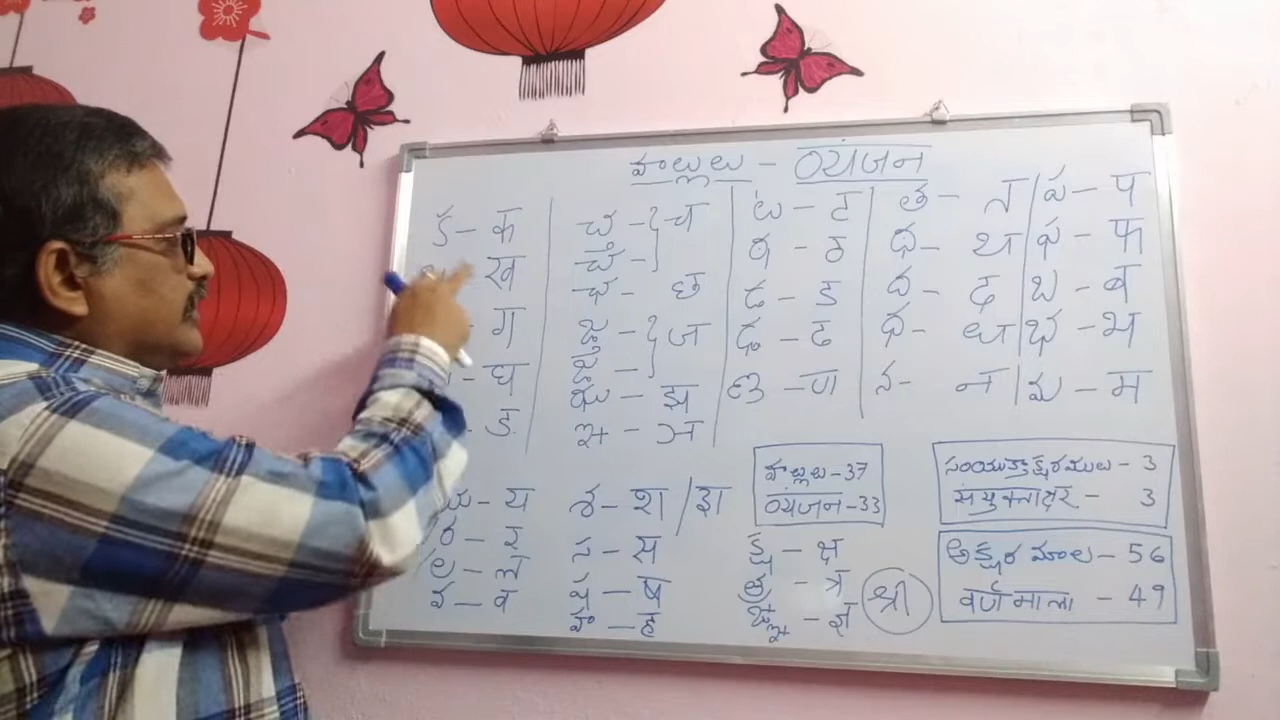 హల్లులు - व्यंजन
క - क
ख
ग
- घ
ङ
చ -
చ -
च
ఛ - छ
జ -
జ -
ज
ఝ - झ
ఞ - ञ
ట - ट
ఠ - ठ
డ - ड
ఢ - ढ
ణ - ण
త - त
థ - थ
ద - द
ధ - ध
న - न
ప - प
ఫ - फ
బ - ब
భ - भ
మ - म
య - य
ర - र
ల - ल
వ - व
శ - श / श
స - स
ష - ष
హ - ह
క్ష - क्ष
త్ర - त्र
జ్ఞ - ज्ञ
श्री
హల్లులు - 37
व्यंजन - 33
సంయుక్తాక్షరములు - 3
संयुक्ताक्षर - 3
అక్షరమాల - 56
वर्णमाला - 49